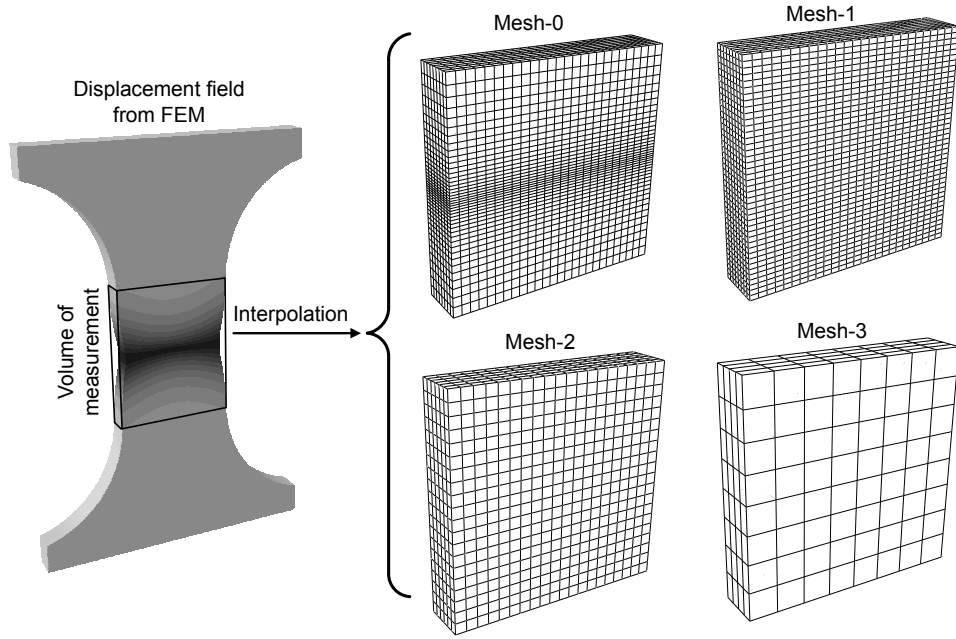 Displacement field
from FEM
Volume of
measurement
Interpolation
Mesh-0
Mesh-1
Mesh-2
Mesh-3